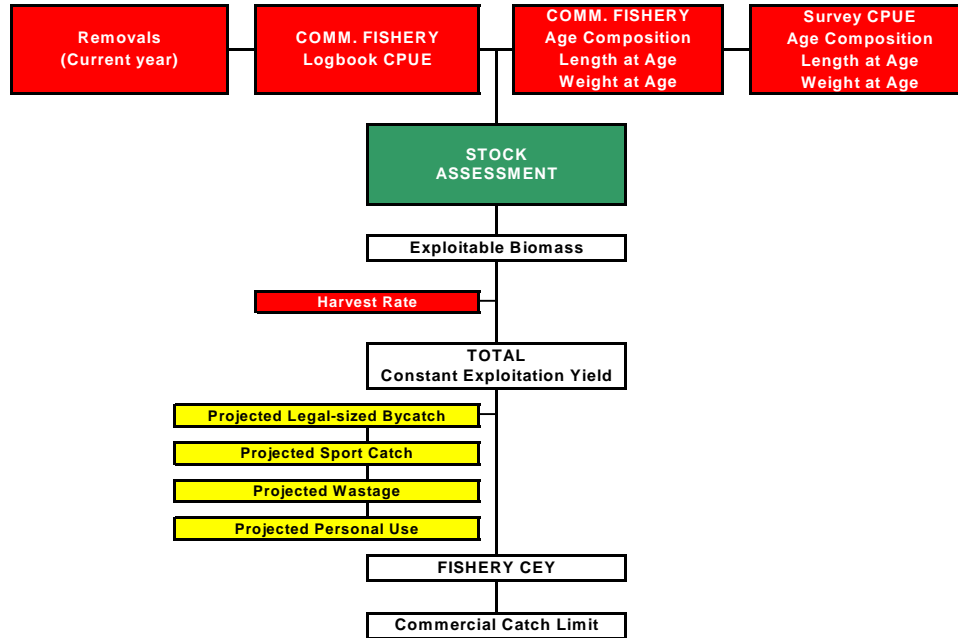 Removals
(Current year)
COMM. FISHERY
Logbook CPUE
COMM. FISHERY
Age Composition
Length at Age
Weight at Age
Survey CPUE
Age Composition
Length at Age
Weight at Age
STOCK
ASSESSMENT
Exploitable Biomass
Harvest Rate
TOTAL
Constant Exploitation Yield
Projected Legal-sized Bycatch
Projected Sport Catch
Projected Wastage
Projected Personal Use
FISHERY CEY
Commercial Catch Limit